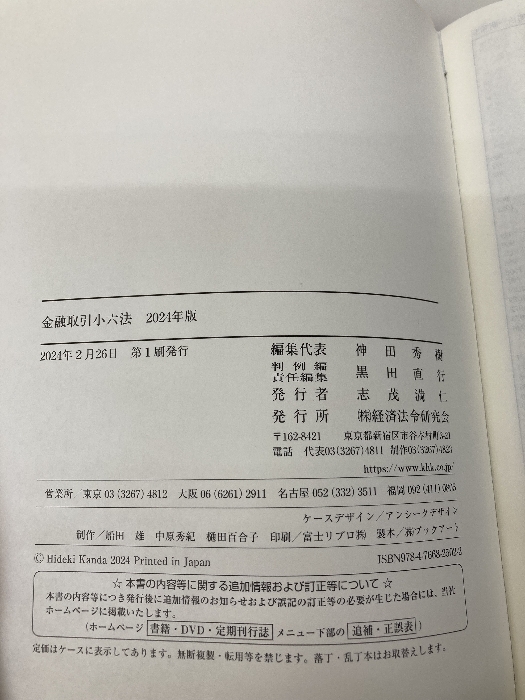 金融取引小六法 2024年版
2024年2月26日 第1刷発行
編集代表 神田秀樹
判例編
責任編集 黒田直行
発行者 志茂満仁
発行所 ㈱経済法令研究会
〒162-8421 東京都新宿区市谷本村町3-21
電話 代表03(3267)4811 制作03(3267)4823
https://www.khk.co.jp/
営業所 東京03(3267)4812 大阪06(6261)2911 名古屋052(332)3511 福岡092(411)0805
ケースデザイン/アンシークデザイン
制作/船田 雄 中原秀紀 樋田百合子 印刷/富士リプロ㈱ 製本/㈱ブックアート
© Hideki Kanda 2024 Printed in Japan ISBN978-4-7668-2502-2
☆ 本書の内容等に関する追加情報および訂正等について ☆
本書の内容等につき発行後に追加情報のお知らせおよび誤記の訂正等の必要が生じた場合には、当社
ホームページに掲載いたします。
(ホームページ 書籍・DVD・定期刊行誌 メニュー下部の 追補・正誤表 )
定価はケースに表示してあります。無断複製・転用等を禁じます。落丁・乱丁本はお取替えします。